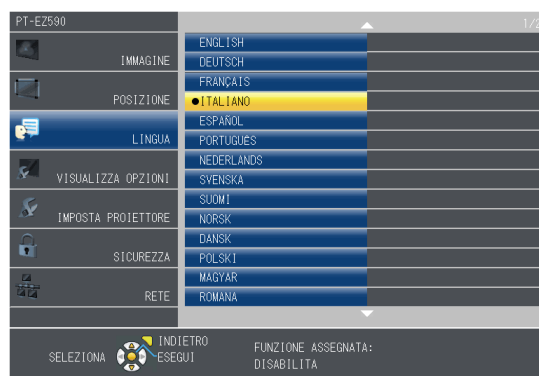 PT-EZ590
1/2
IMMAGINE
POSIZIONE
LINGUA
VISUALIZZA OPZIONI
IMPOSTA PROIETTORE
SICUREZZA
RETE
ENGLISH
DEUTSCH
FRANÇAIS
●ITALIANO
ESPAÑOL
PORTUGUÊS
NEDERLANDS
SVENSKA
SUOMI
NORSK
DANSK
POLSKI
MAGYAR
ROMANA
SELEZIONA
INDIETRO
ESEGUI
FUNZIONE ASSEGNATA:
DISABILITA